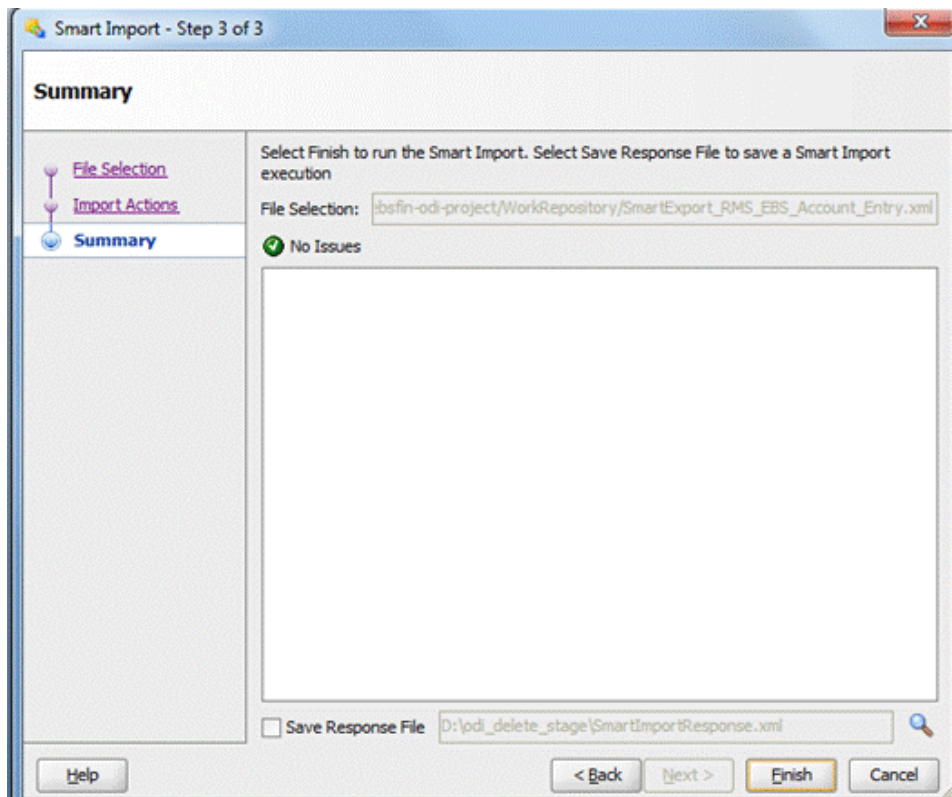 Smart Import - Step 3 of 3
Summary
File Selection
Import Actions
Summary
Select Finish to run the Smart Import. Select Save Response File to save a Smart Import
execution
File Selection: ebsfin-odi-project/WorkRepository/SmartExport_RMS_EBS_Account_Entry.xml
No Issues
Save Response File D:\odi_delete_stage\SmartImportResponse.xml
Help < Back Next > Finish Cancel